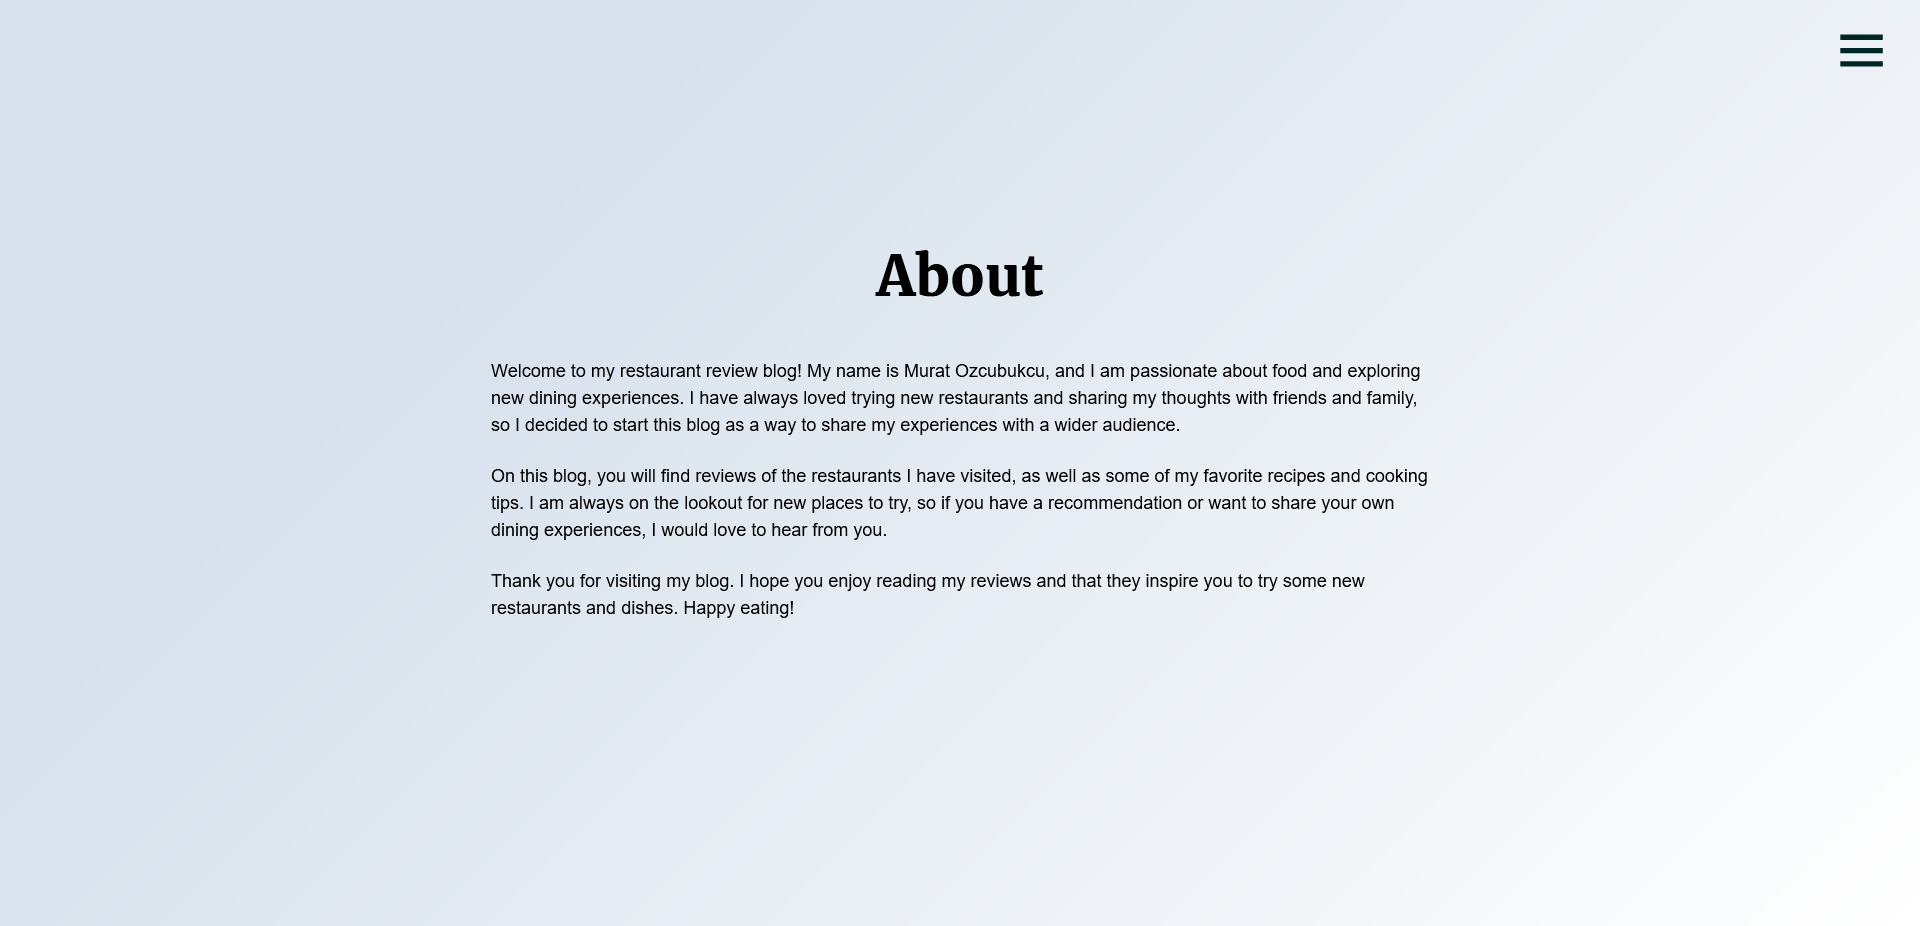 About
Welcome to my restaurant review blog! My name is Murat Ozcubukcu, and I am passionate about food and exploring
new dining experiences. I have always loved trying new restaurants and sharing my thoughts with friends and family,
so I decided to start this blog as a way to share my experiences with a wider audience.
On this blog, you will find reviews of the restaurants I have visited, as well as some of my favorite recipes and cooking
tips. I am always on the lookout for new places to try, so if you have a recommendation or want to share your own
dining experiences, I would love to hear from you.
Thank you for visiting my blog. I hope you enjoy reading my reviews and that they inspire you to try some new
restaurants and dishes. Happy eating!